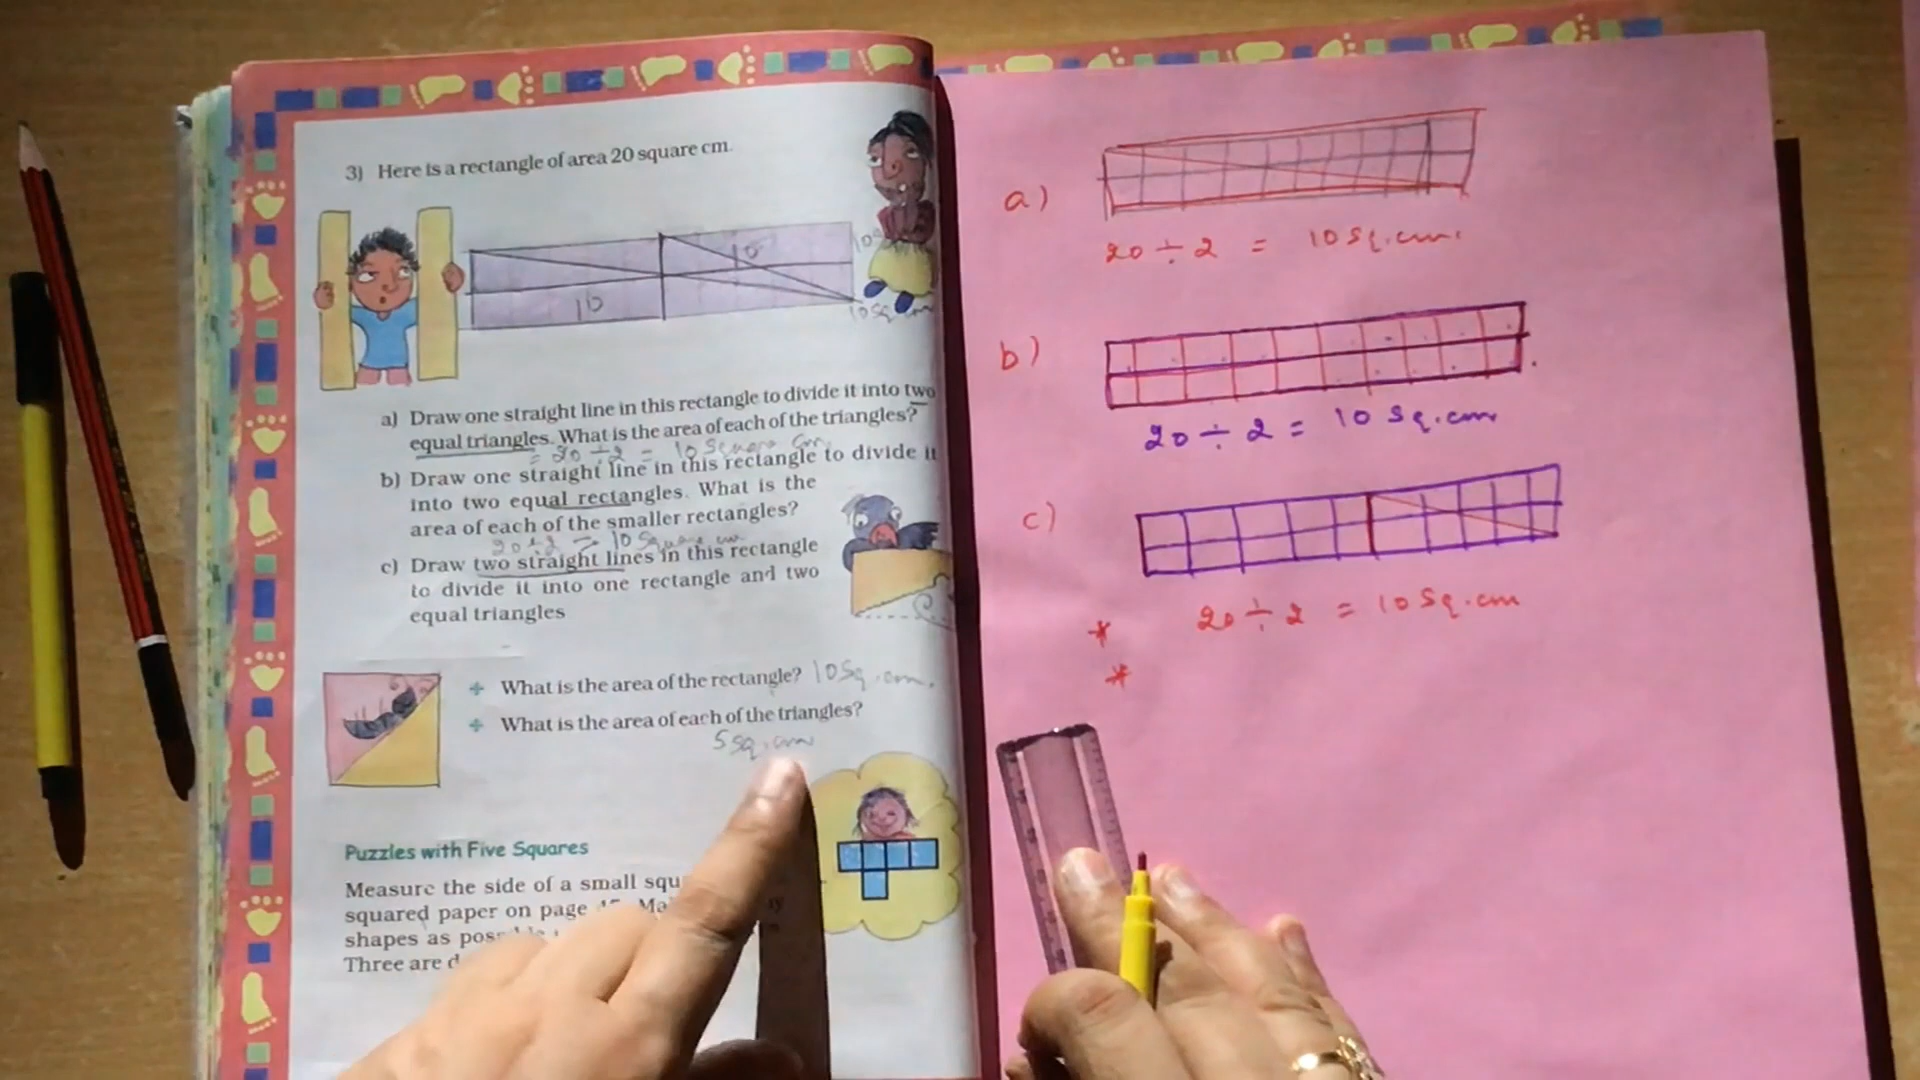 3) Here is a rectangle of area 20 square cm.
10
10
10 sq cm
a) Draw one straight line in this rectangle to divide it into two
equal triangles. What is the area of each of the triangles?
= 20 ÷ 2 = 10 Square cm
b) Draw one straight line in this rectangle to divide it
into two equal rectangles. What is the
area of each of the smaller rectangles?
20 ÷ 2 = 10 Square cm
c) Draw two straight lines in this rectangle
to divide it into one rectangle and two
equal triangles
What is the area of the rectangle? 10 Sq.cm.
What is the area of each of the triangles?
5 sq.cm
Puzzles with Five Squares
Measure the side of a small
squared paper on page
shapes as
Three are
a)
20 ÷ 2 = 10 Sq.cm.
b)
20 ÷ 2 = 10 Sq.cm
c)
20 ÷ 2 = 10 Sq.cm
*
*